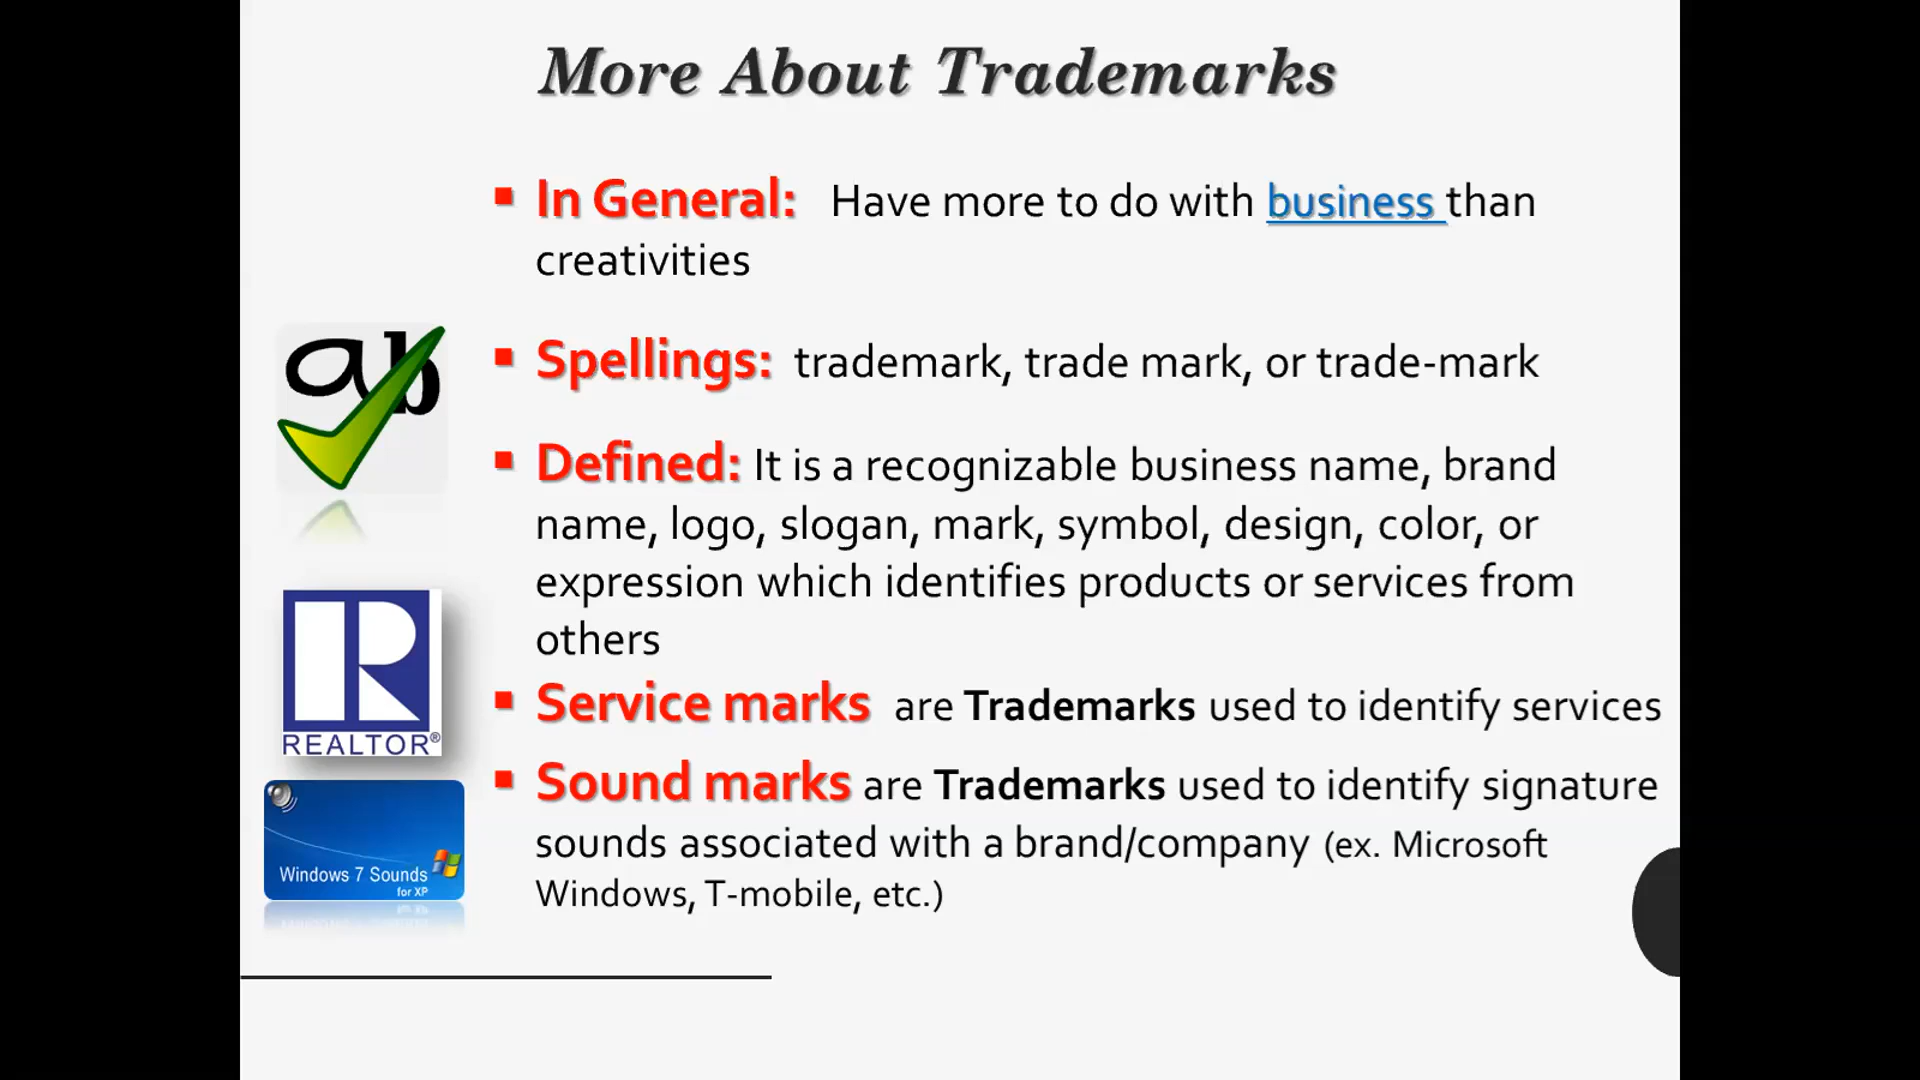 More About Trademarks
▪ In General: Have more to do with business than
creativities
ab
▪ Spellings: trademark, trade mark, or trade-mark
▪ Defined: It is a recognizable business name, brand
name, logo, slogan, mark, symbol, design, color, or
expression which identifies products or services from
others
R
REALTOR®
▪ Service marks are Trademarks used to identify services
▪ Sound marks are Trademarks used to identify signature
sounds associated with a brand/company (ex. Microsoft
Windows, T-mobile, etc.)
Windows 7 Sounds
for XP